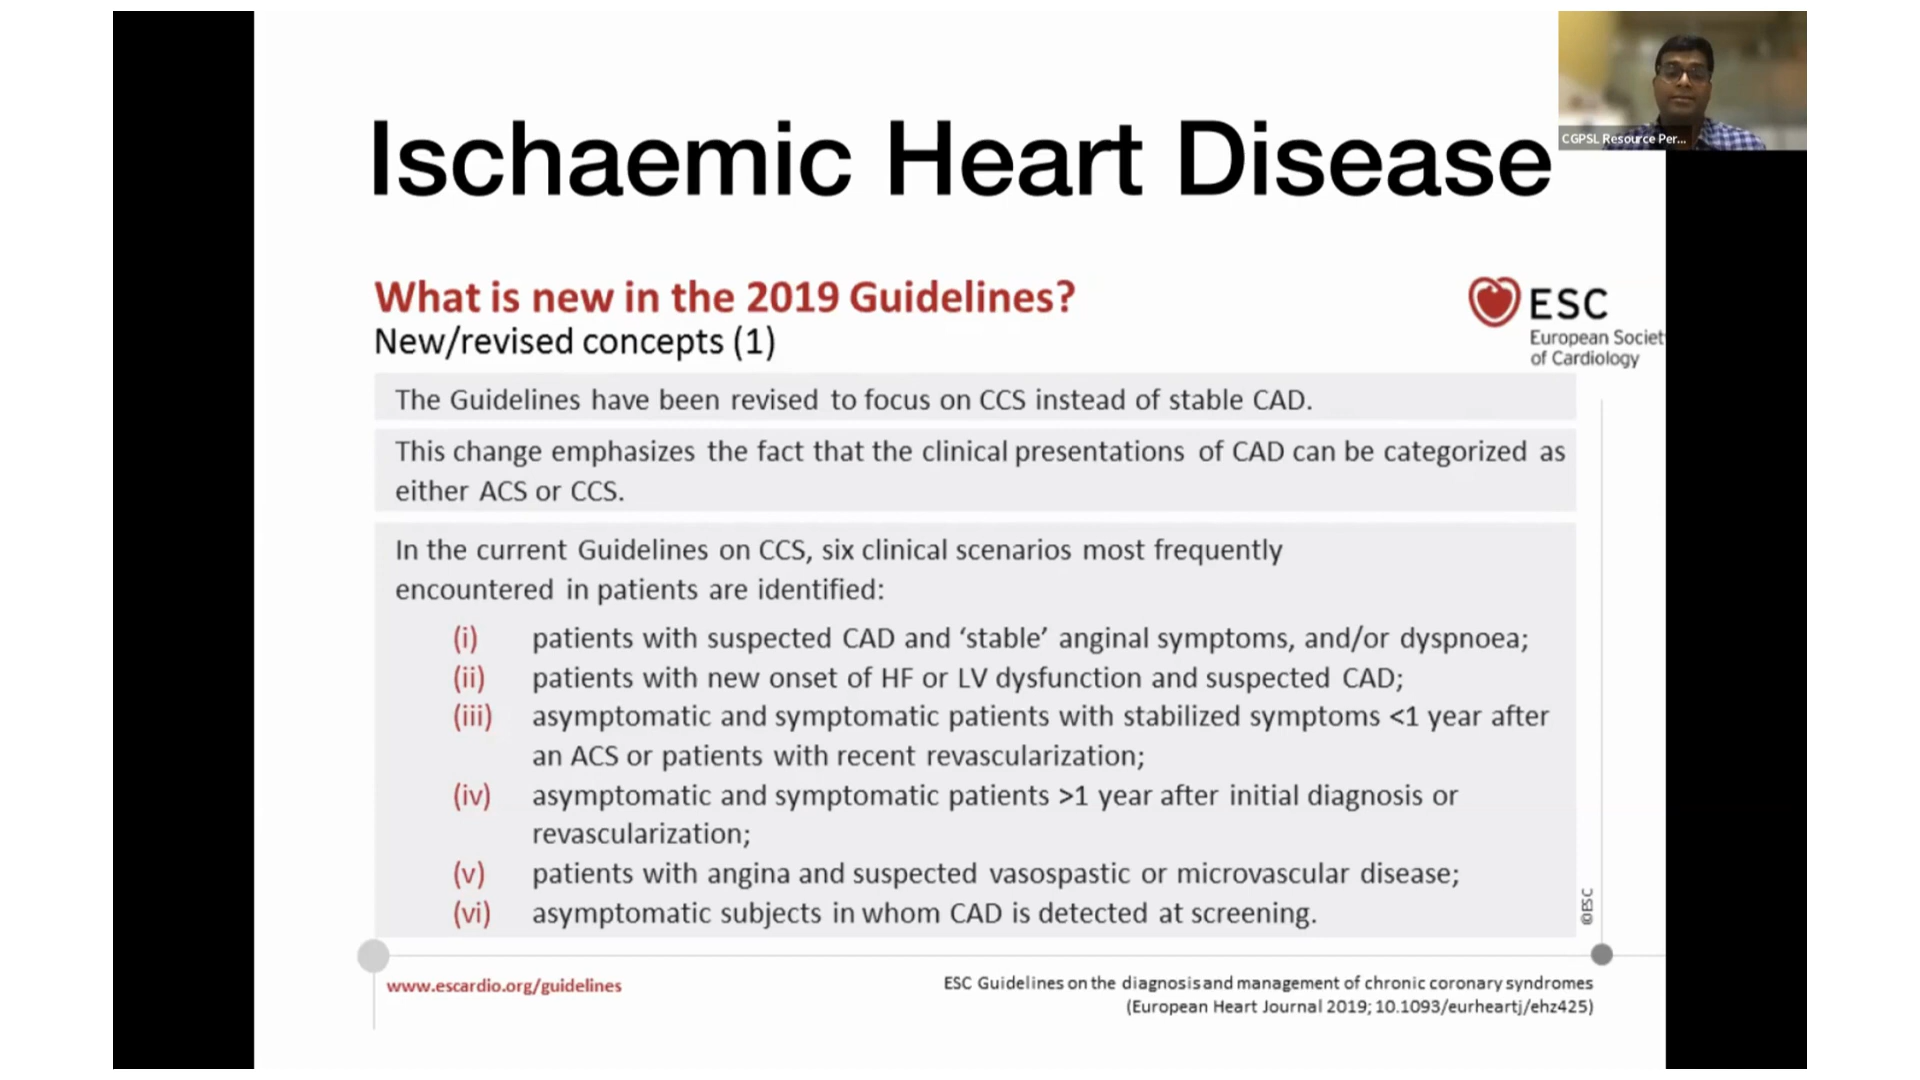 Ischaemic Heart Disease
CGPSL Resource Per...
What is new in the 2019 Guidelines?
New/revised concepts (1)
ESC
European Societ
of Cardiology
The Guidelines have been revised to focus on CCS instead of stable CAD.
This change emphasizes the fact that the clinical presentations of CAD can be categorized as
either ACS or CCS.
In the current Guidelines on CCS, six clinical scenarios most frequently
encountered in patients are identified:
(i) patients with suspected CAD and ‘stable’ anginal symptoms, and/or dyspnoea;
(ii) patients with new onset of HF or LV dysfunction and suspected CAD;
(iii) asymptomatic and symptomatic patients with stabilized symptoms <1 year after
an ACS or patients with recent revascularization;
(iv) asymptomatic and symptomatic patients >1 year after initial diagnosis or
revascularization;
(v) patients with angina and suspected vasospastic or microvascular disease;
(vi) asymptomatic subjects in whom CAD is detected at screening.
©ESC
www.escardio.org/guidelines
ESC Guidelines on the diagnosis and management of chronic coronary syndromes
(European Heart Journal 2019; 10.1093/eurheartj/ehz425)